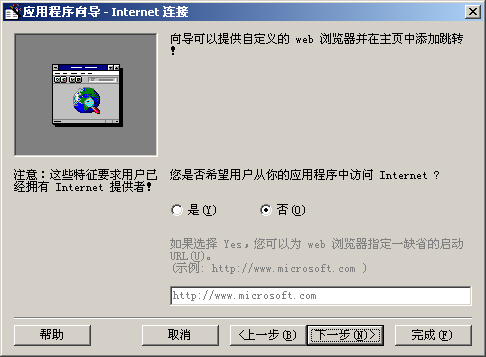 应用程序向导 - Internet 连接
向导可以提供自定义的 web 浏览器并在主页中添加跳转
!
注意：这些特征要求用户已
经拥有 Internet 提供者!
您是否希望用户从你的应用程序中访问 Internet ?
是(Y)
否(O)
如果选择 Yes，您可以为 web 浏览器指定一缺省的启动
URL(U)。
(示例: http://www.microsoft.com )
http://www.microsoft.com
帮助
取消
<上一步(B)
下一步(N)>
完成(F)